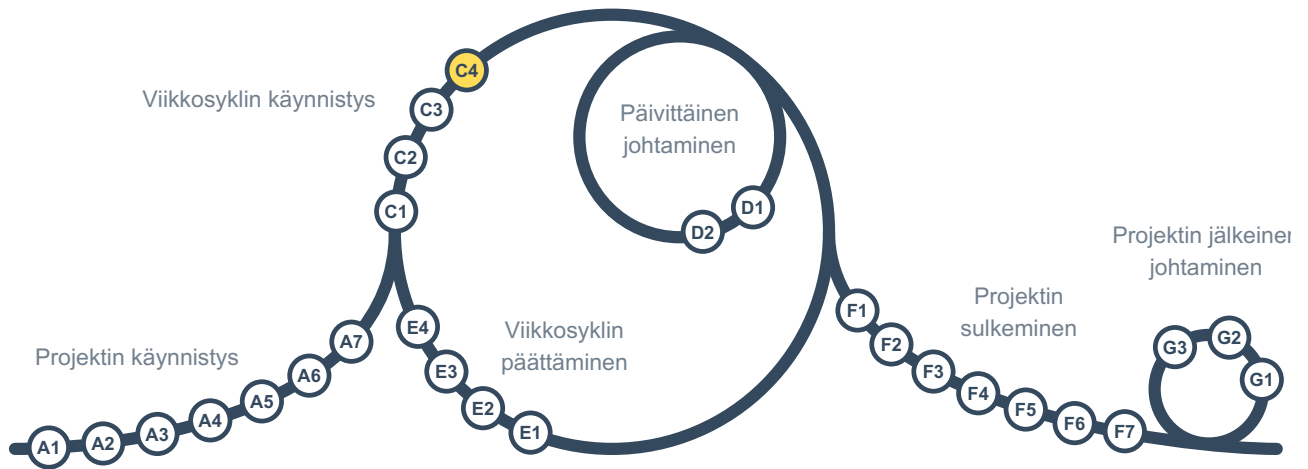 Viikkosyklin käynnistys
C4
C3
C2
C1
Päivittäinen
johtaminen
D1
D2
Projektin käynnistys
A1
A2
A3
A4
A5
A6
A7
Viikkosyklin
päättäminen
E4
E3
E2
E1
F1
F2
F3
F4
F5
F6
F7
Projektin
sulkeminen
Projektin jälkeiner
johtaminen
G3
G2
G1